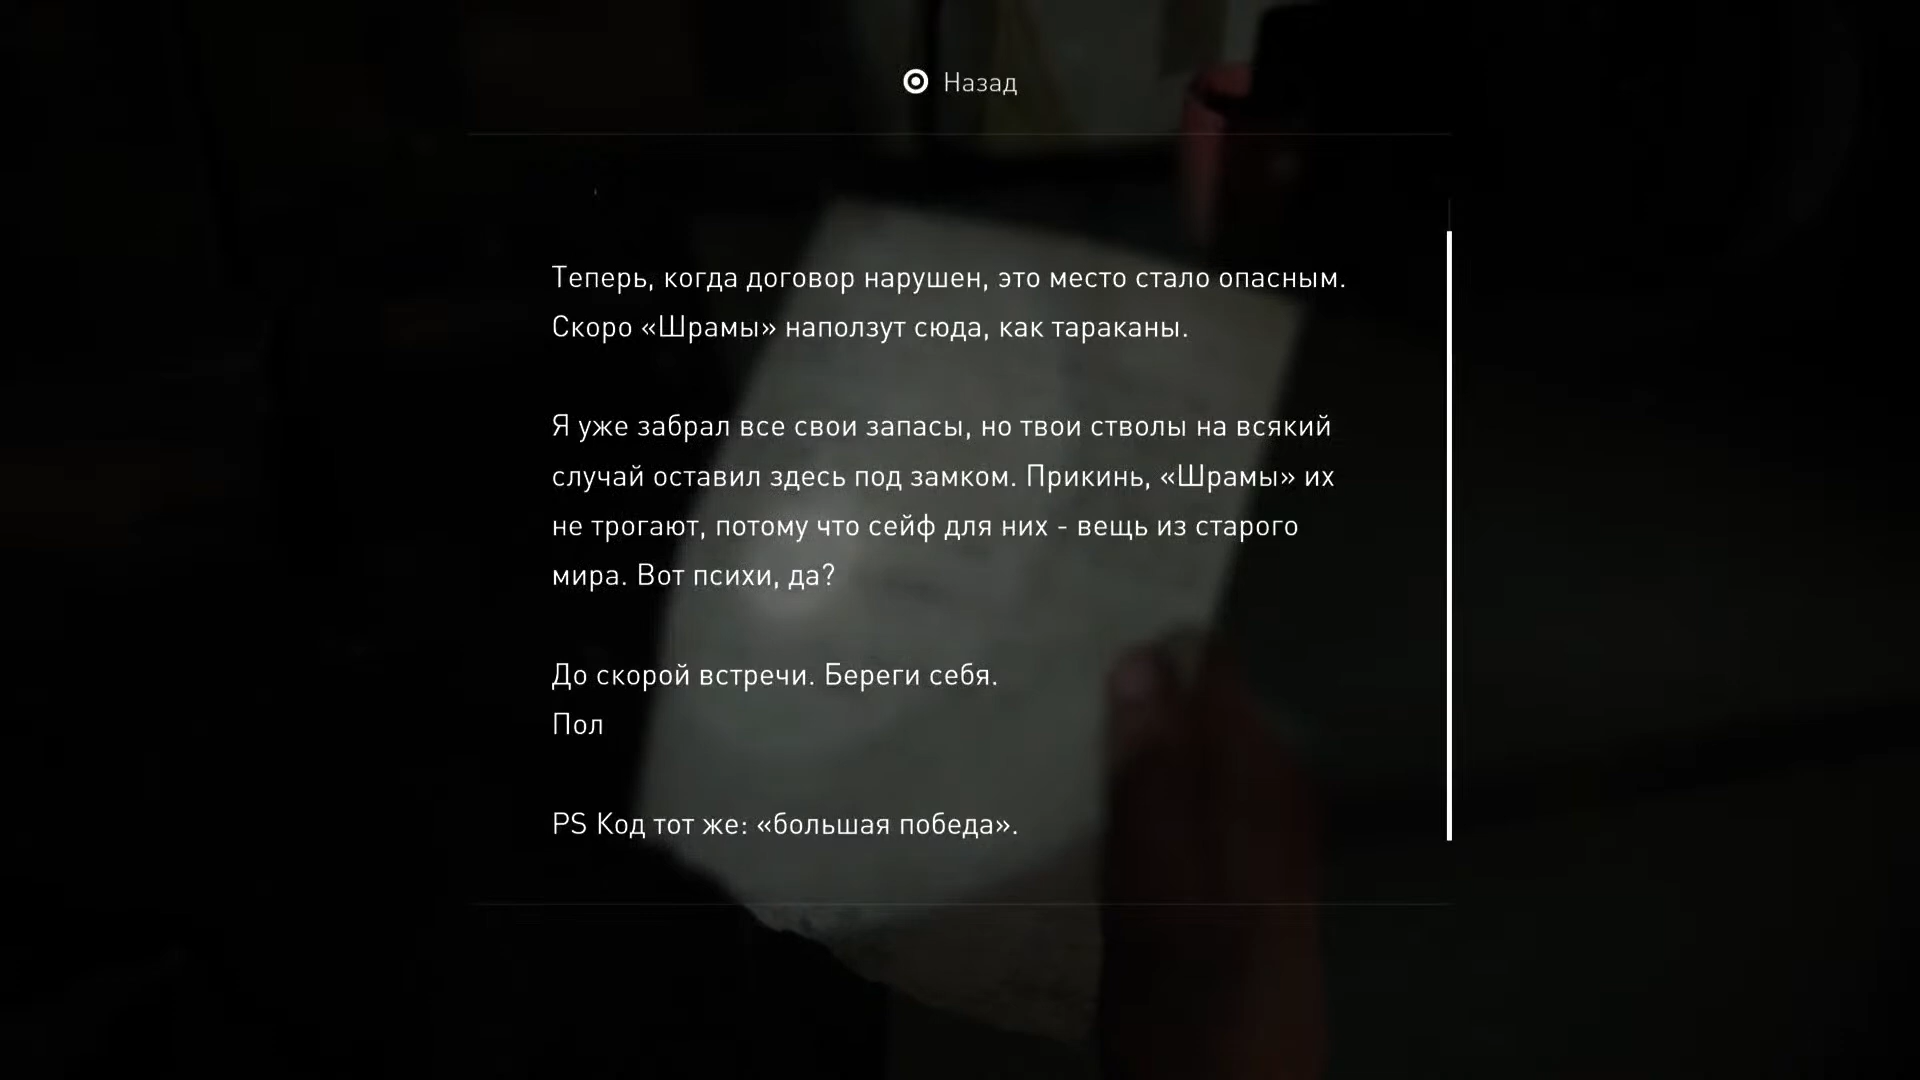 Назад
Теперь, когда договор нарушен, это место стало опасным.
Скоро «Шрамы» наползут сюда, как тараканы.
Я уже забрал все свои запасы, но твои стволы на всякий
случай оставил здесь под замком. Прикинь, «Шрамы» их
не трогают, потому что сейф для них - вещь из старого
мира. Вот психи, да?
До скорой встречи. Береги себя.
Пол
PS Код тот же: «большая победа».